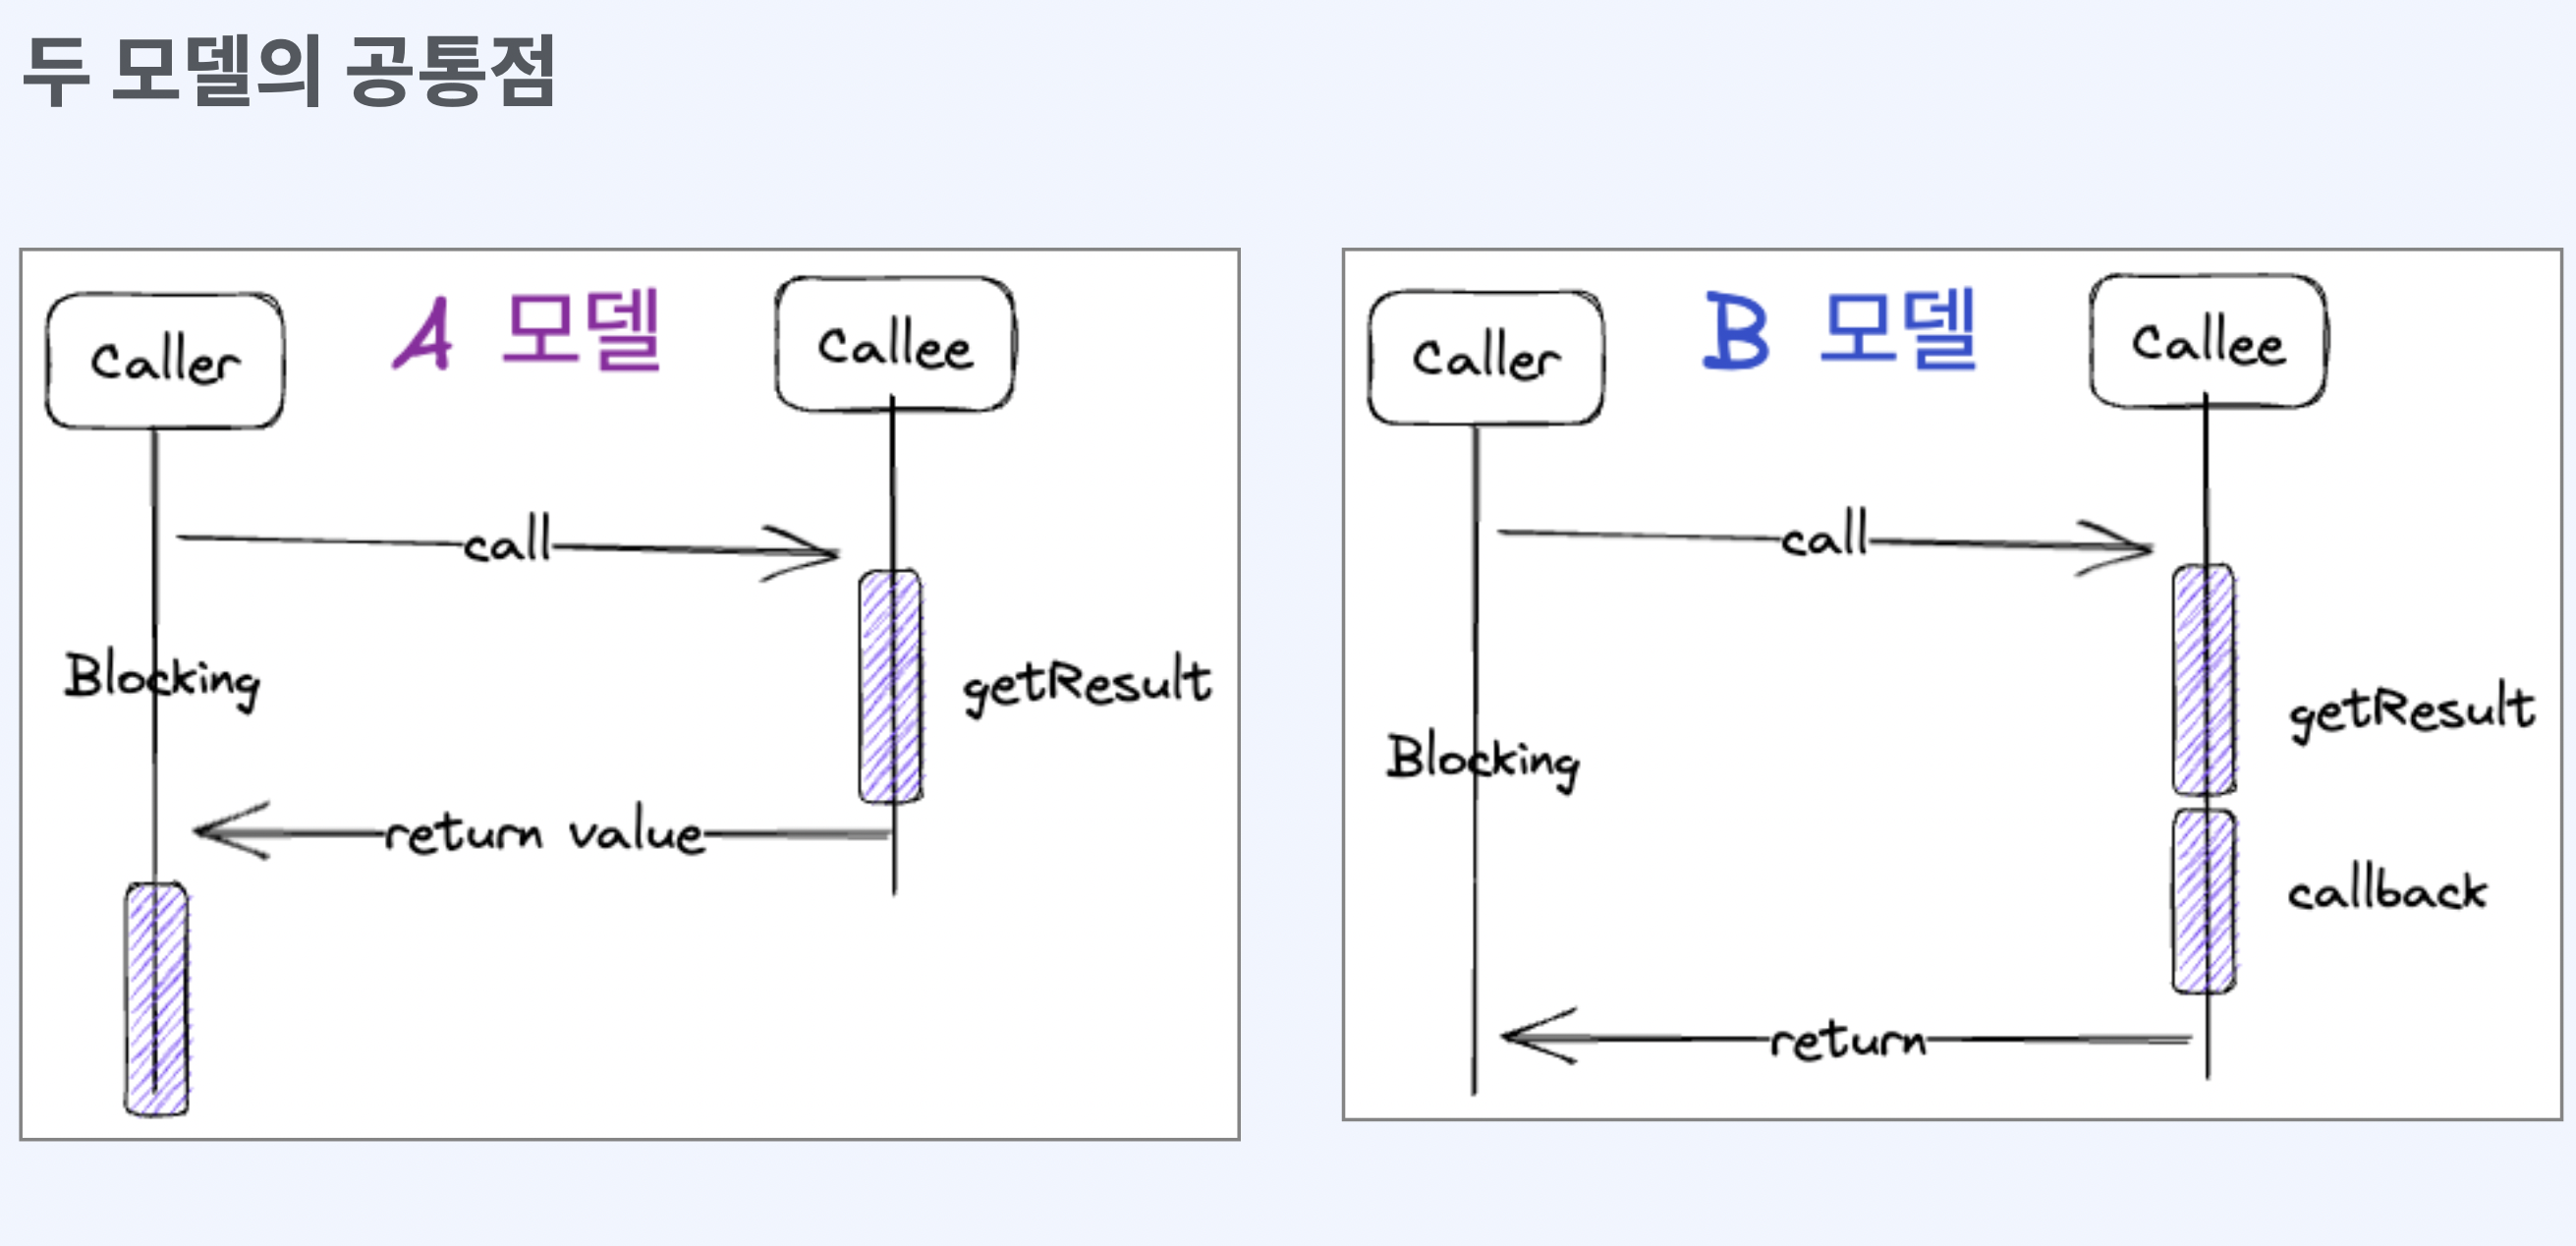 두 모델의 공통점
Caller
A 모델
Callee
call
Blocking
getResult
return value
Caller
B 모델
Callee
call
getResult
Blocking
callback
return